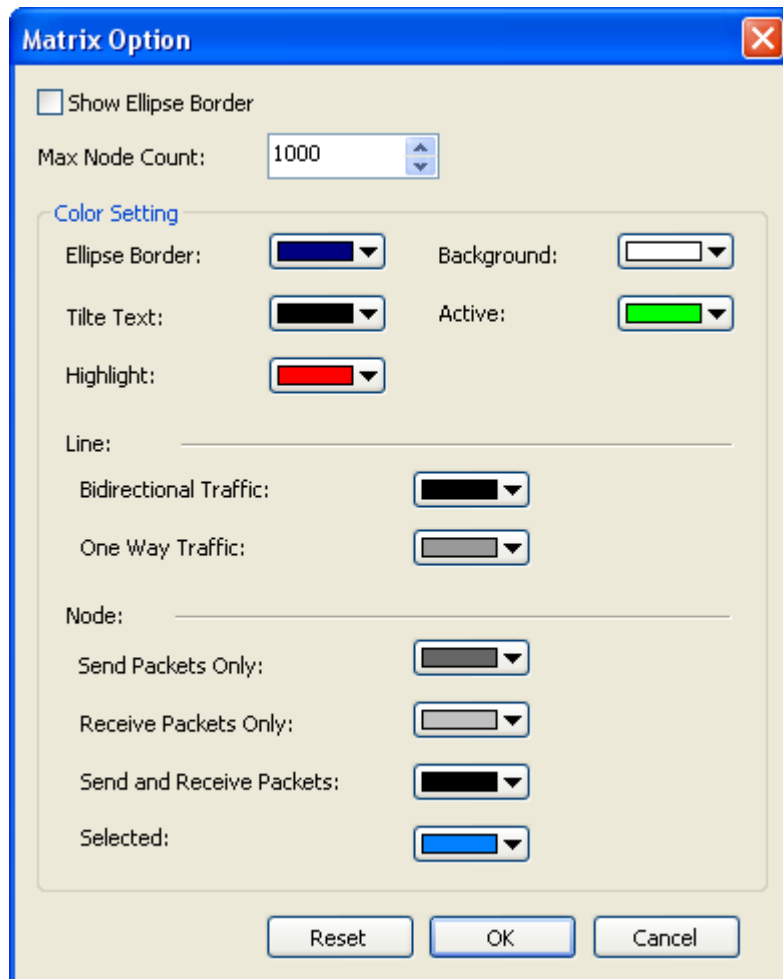 Matrix Option
Show Ellipse Border
Max Node Count: 1000
Color Setting
Ellipse Border: Background:
Tilte Text: Active:
Highlight:
Line:
Bidirectional Traffic:
One Way Traffic:
Node:
Send Packets Only:
Receive Packets Only:
Send and Receive Packets:
Selected:
Reset OK Cancel